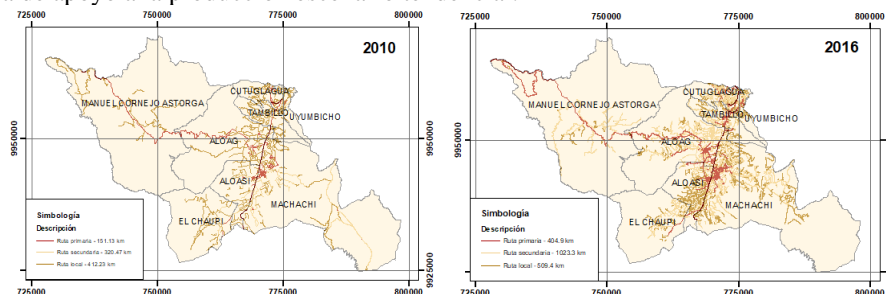 725000 750000 775000 800000
2010
CUTUGLAGUA
MANUEL CORNEJO ASTORGA
TAMBILLO
UYUMBICHO
ALOAG
ALOASI
EL CHAUPI
MACHACHI
Simbología
Descripción
Ruta primaria - 151.13 km
Ruta secundaria - 320.47 km
Ruta local - 412.23 km
9950000
9925000
725000 750000 775000 800000
725000 750000 775000 800000
2016
CUTUGLAGUA
MANUEL CORNEJO ASTORGA
TAMBILLO
UYUMBICHO
ALOAG
ALOASI
EL CHAUPI
MACHACHI
Simbología
Descripción
Ruta primaria - 404.9 km
Ruta secundaria - 1023.3 km
Ruta local - 509.4 km
9950000
725000 750000 775000 800000